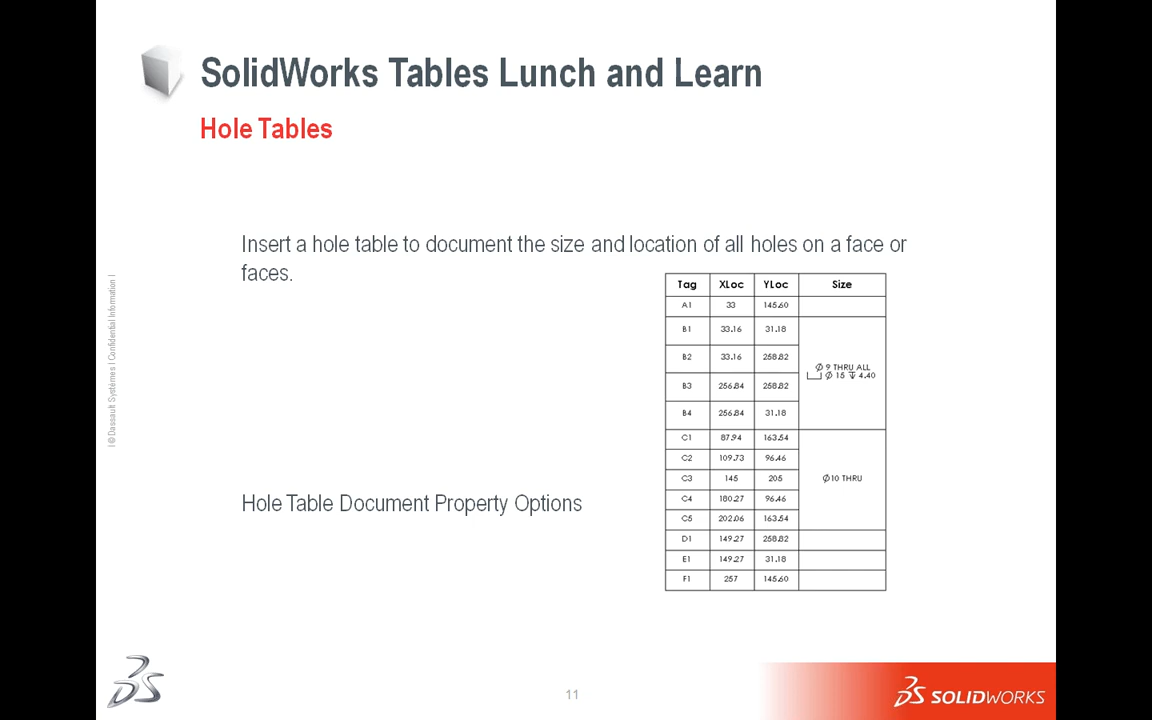 SolidWorks Tables Lunch and Learn
Hole Tables
Insert a hole table to document the size and location of all holes on a face or
faces.
Tag XLoc YLoc Size
A1 33 145.60
B1 33.16 31.18
B2 33.16 258.82
⌀ 9 THRU ALL
⌴ ⌀ 15 ↧ 4.40
B3 256.84 258.82
B4 256.84 31.18
C1 87.94 163.54
C2 109.73 96.46
C3 145 205 ⌀10 THRU
C4 180.27 96.46
C5 202.06 163.54
D1 149.27 258.82
E1 149.27 31.18
F1 257 145.60
Hole Table Document Property Options
I © Dassault Systèmes I Confidential Information I
11
SOLIDWORKS